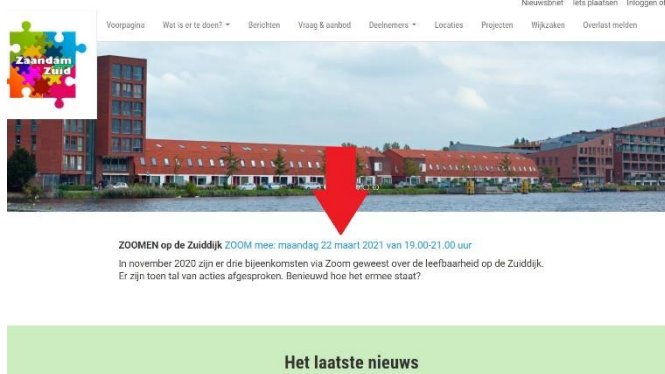 Nieuwsbrief Iets plaatsen Inloggen of
Voorpagina Wat is er te doen? Berichten Vraag & aanbod Deelnemers Locaties Projecten Wijkzaken Overlast melden
Zaandam
Zuid
ZOOMEN op de Zuiddijk ZOOM mee: maandag 22 maart 2021 van 19.00-21.00 uur
In november 2020 zijn er drie bijeenkomsten via Zoom geweest over de leefbaarheid op de Zuiddijk.
Er zijn toen tal van acties afgesproken. Benieuwd hoe het ermee staat?
Het laatste nieuws